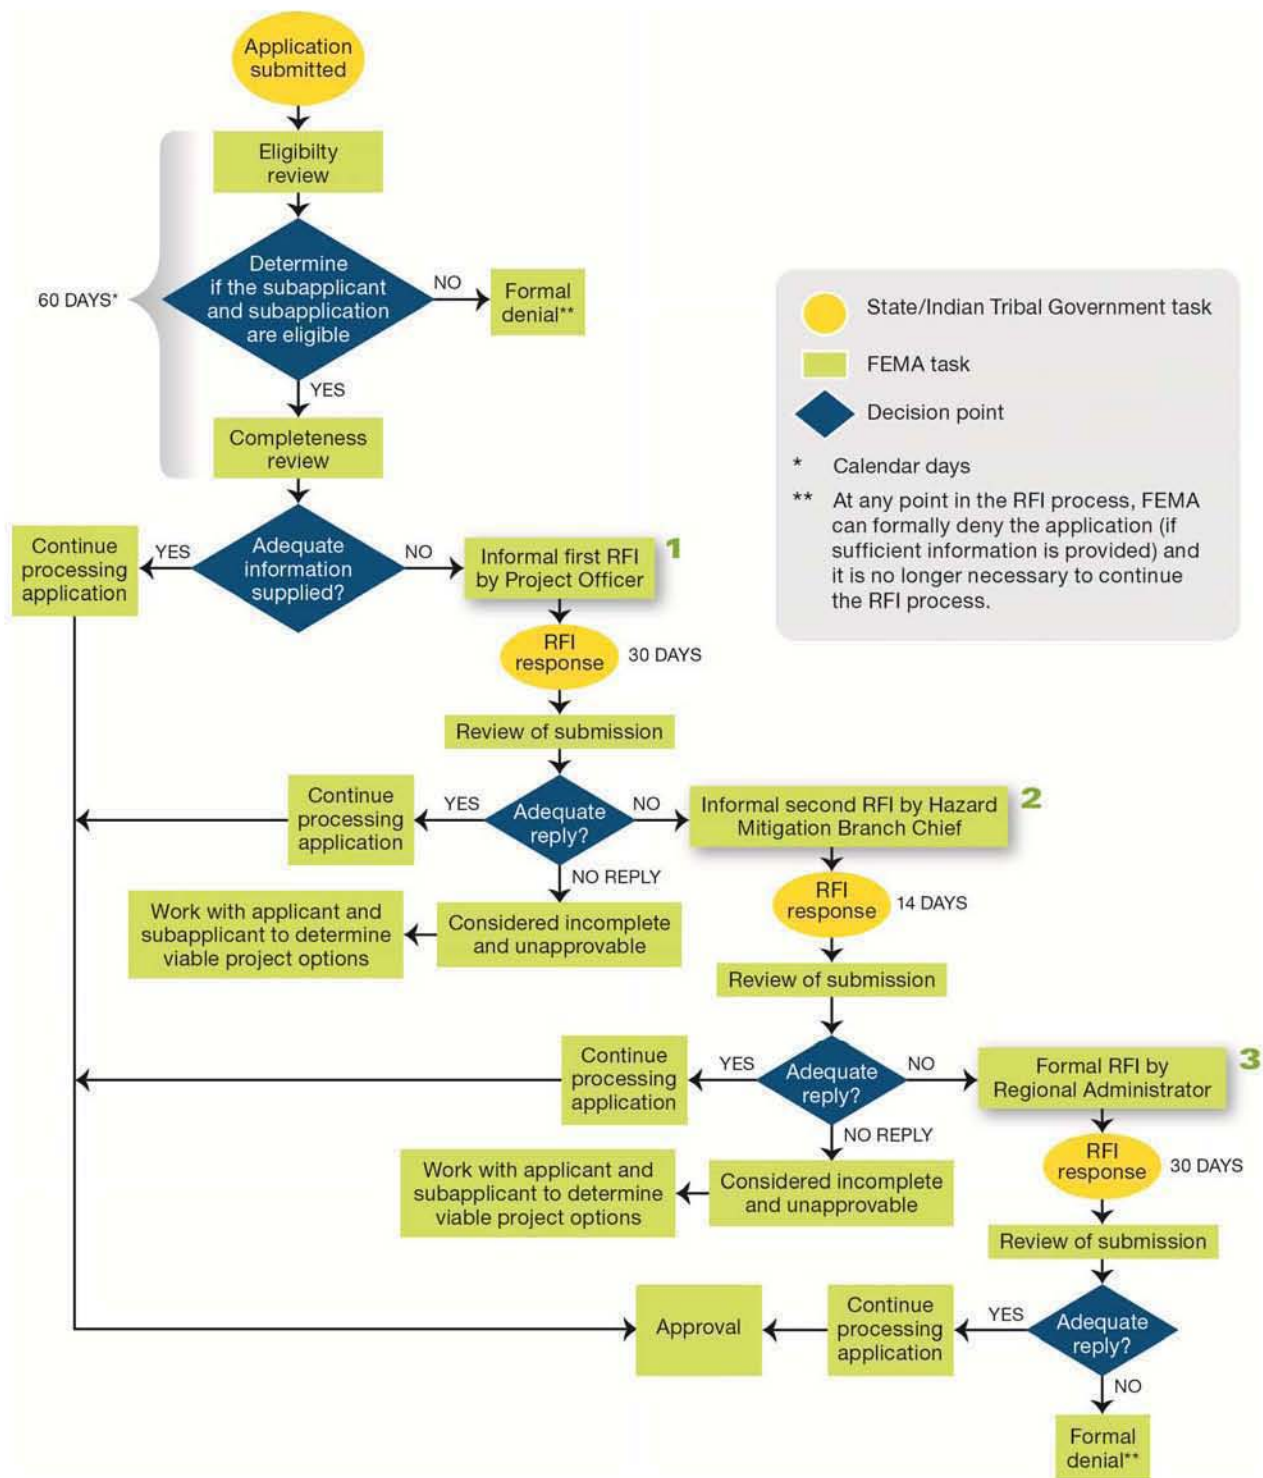 Application
submitted
Eligibilty
review
Determine
if the subapplicant
and subapplication
are eligible
60 DAYS*
NO
Formal
denial**
YES
Completeness
review
State/Indian Tribal Government task
FEMA task
Decision point
* Calendar days
** At any point in the RFI process, FEMA
can formally deny the application (if
sufficient information is provided) and
it is no longer necessary to continue
the RFI process.
Continue
processing
application
YES
Adequate
information
supplied?
NO
Informal first RFI
by Project Officer
1
RFI
response
30 DAYS
Review of submission
Continue
processing
application
YES
Adequate
reply?
NO
Informal second RFI by Hazard
Mitigation Branch Chief
2
NO REPLY
Work with applicant and
subapplicant to determine
viable project options
Considered incomplete
and unapprovable
RFI
response
14 DAYS
Review of submission
Continue
processing
application
YES
Adequate
reply?
NO
Formal RFI by
Regional Administrator
3
NO REPLY
Work with applicant and
subapplicant to determine
viable project options
Considered incomplete
and unapprovable
RFI
response
30 DAYS
Review of submission
Approval
Continue
processing
application
YES
Adequate
reply?
NO
Formal
denial**